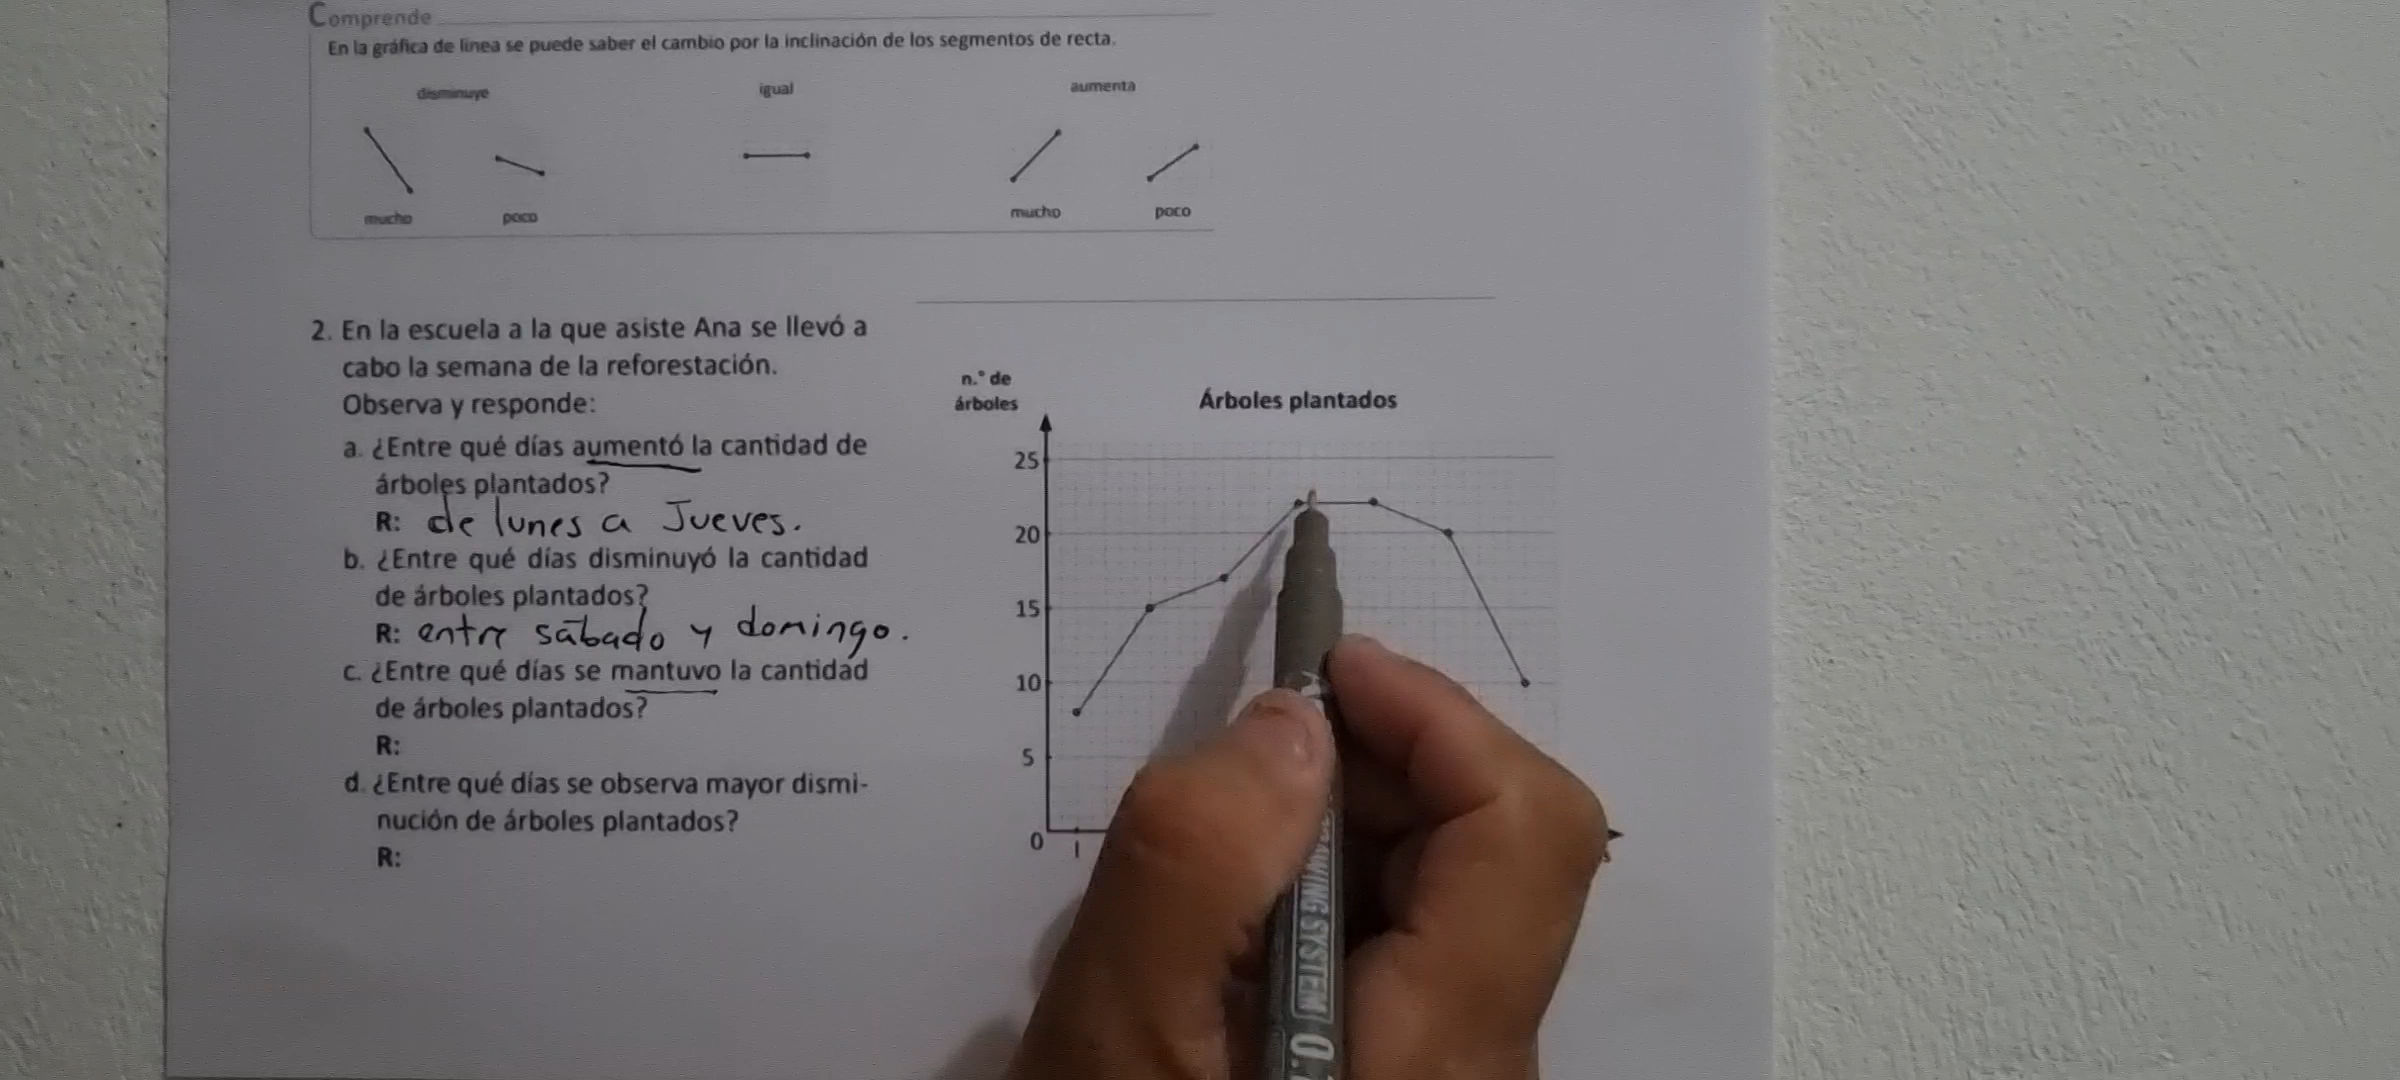 Comprende
En la gráfica de línea se puede saber el cambio por la inclinación de los segmentos de recta.
disminuye igual aumenta
mucho poco mucho poco
2. En la escuela a la que asiste Ana se llevó a
cabo la semana de la reforestación.
Observa y responde:
a. ¿Entre qué días aumentó la cantidad de
árboles plantados?
R: de lunes a Jueves.
b. ¿Entre qué días disminuyó la cantidad
de árboles plantados?
R: entre sábado y domingo.
c. ¿Entre qué días se mantuvo la cantidad
de árboles plantados?
R:
d. ¿Entre qué días se observa mayor dismi-
nución de árboles plantados?
R:
n.° de
árboles
Árboles plantados
25
20
15
10
5
0
l
DRAWING SYSTEM 0.